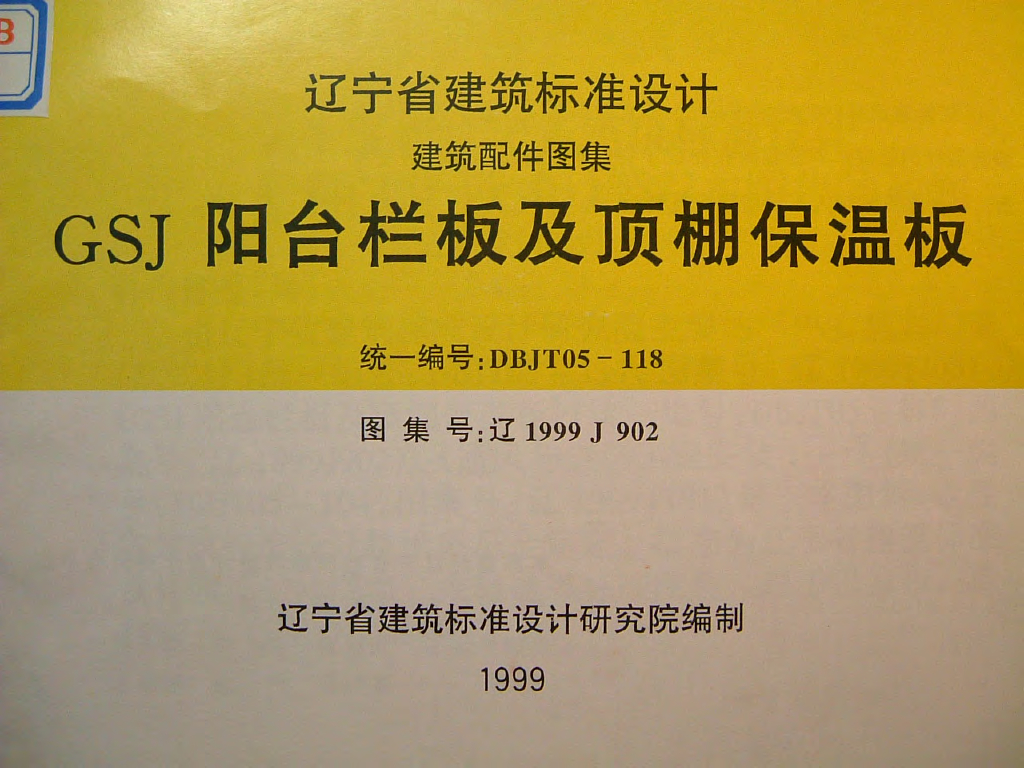 B
辽宁省建筑标准设计
建筑配件图集
GSJ 阳台栏板及顶棚保温板
统一编号:DBJT05-118
图 集 号:辽 1999 J 902
辽宁省建筑标准设计研究院编制
1999